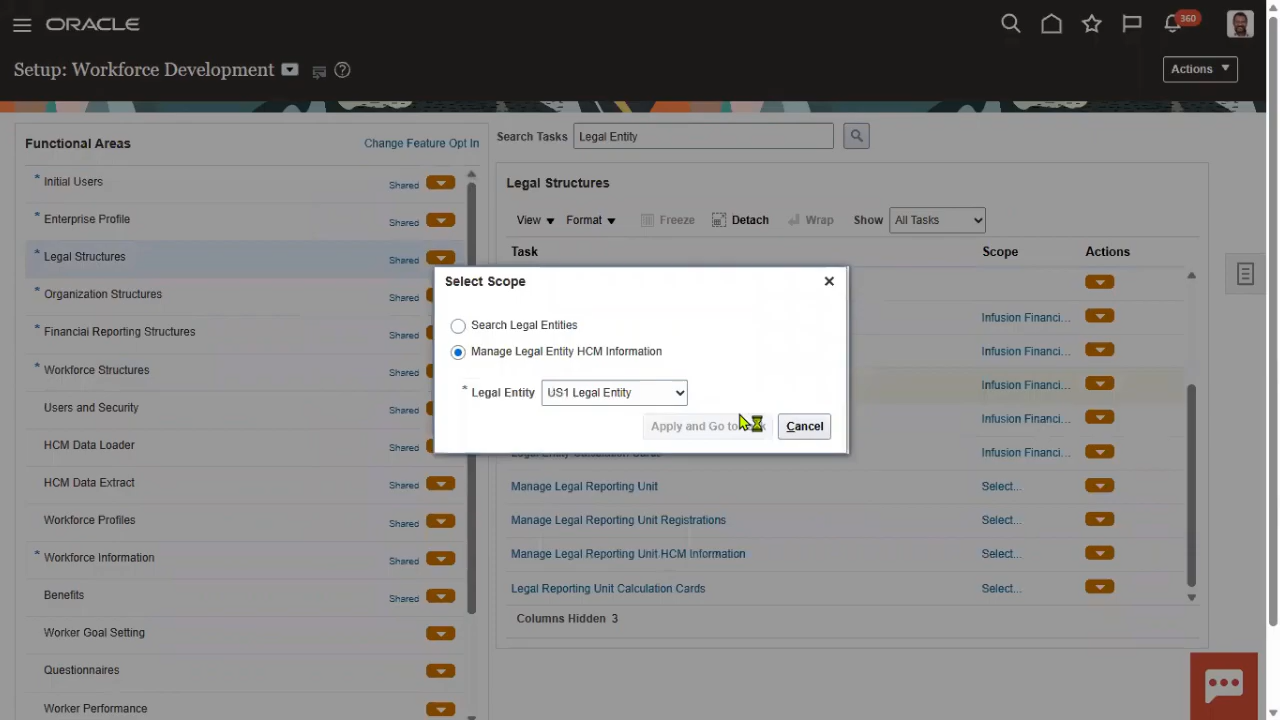 ORACLE
360
Setup: Workforce Development
Actions
Functional Areas
Change Feature Opt In
* Initial Users Shared
* Enterprise Profile Shared
* Legal Structures Shared
* Organization Structures Shared
* Financial Reporting Structures Shared
* Workforce Structures Shared
Users and Security Shared
HCM Data Loader Shared
HCM Data Extract Shared
Workforce Profiles Shared
* Workforce Information Shared
Benefits Shared
Worker Goal Setting
Questionnaires
Worker Performance
Search Tasks Legal Entity
Legal Structures
View Format Freeze Detach Wrap Show All Tasks
Task Scope Actions
Infusion Financi...
Infusion Financi...
Infusion Financi...
Infusion Financi...
Legal Entity Calculation Cards Infusion Financi...
Manage Legal Reporting Unit Select...
Manage Legal Reporting Unit Registrations Select...
Manage Legal Reporting Unit HCM Information Select...
Legal Reporting Unit Calculation Cards Select...
Columns Hidden 3
Select Scope
Search Legal Entities
Manage Legal Entity HCM Information
* Legal Entity US1 Legal Entity
Apply and Go to
Cancel